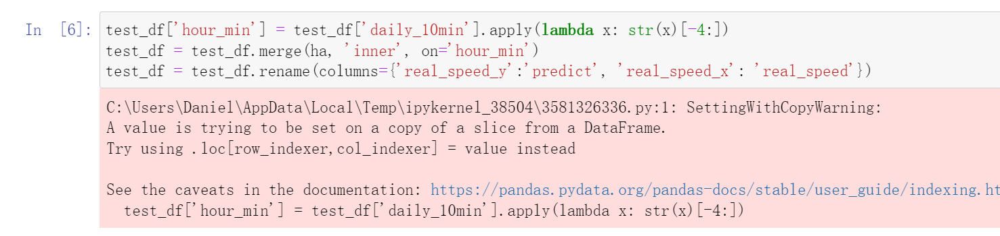 In [6]: test_df['hour_min'] = test_df['daily_10min'].apply(lambda x: str(x)[-4:])
test_df = test_df.merge(ha, 'inner', on='hour_min')
test_df = test_df.rename(columns={'real_speed_y':'predict', 'real_speed_x': 'real_speed'})
C:\Users\Daniel\AppData\Local\Temp\ipykernel_38504\3581326336.py:1: SettingWithCopyWarning:
A value is trying to be set on a copy of a slice from a DataFrame.
Try using .loc[row_indexer,col_indexer] = value instead
See the caveats in the documentation: https://pandas.pydata.org/pandas-docs/stable/user_guide/indexing.ht
test_df['hour_min'] = test_df['daily_10min'].apply(lambda x: str(x)[-4:])